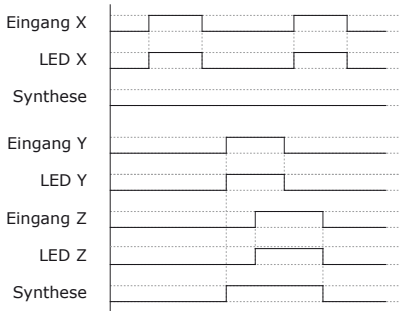 Eingang X
LED X
Synthese
Eingang Y
LED Y
Eingang Z
LED Z
Synthese